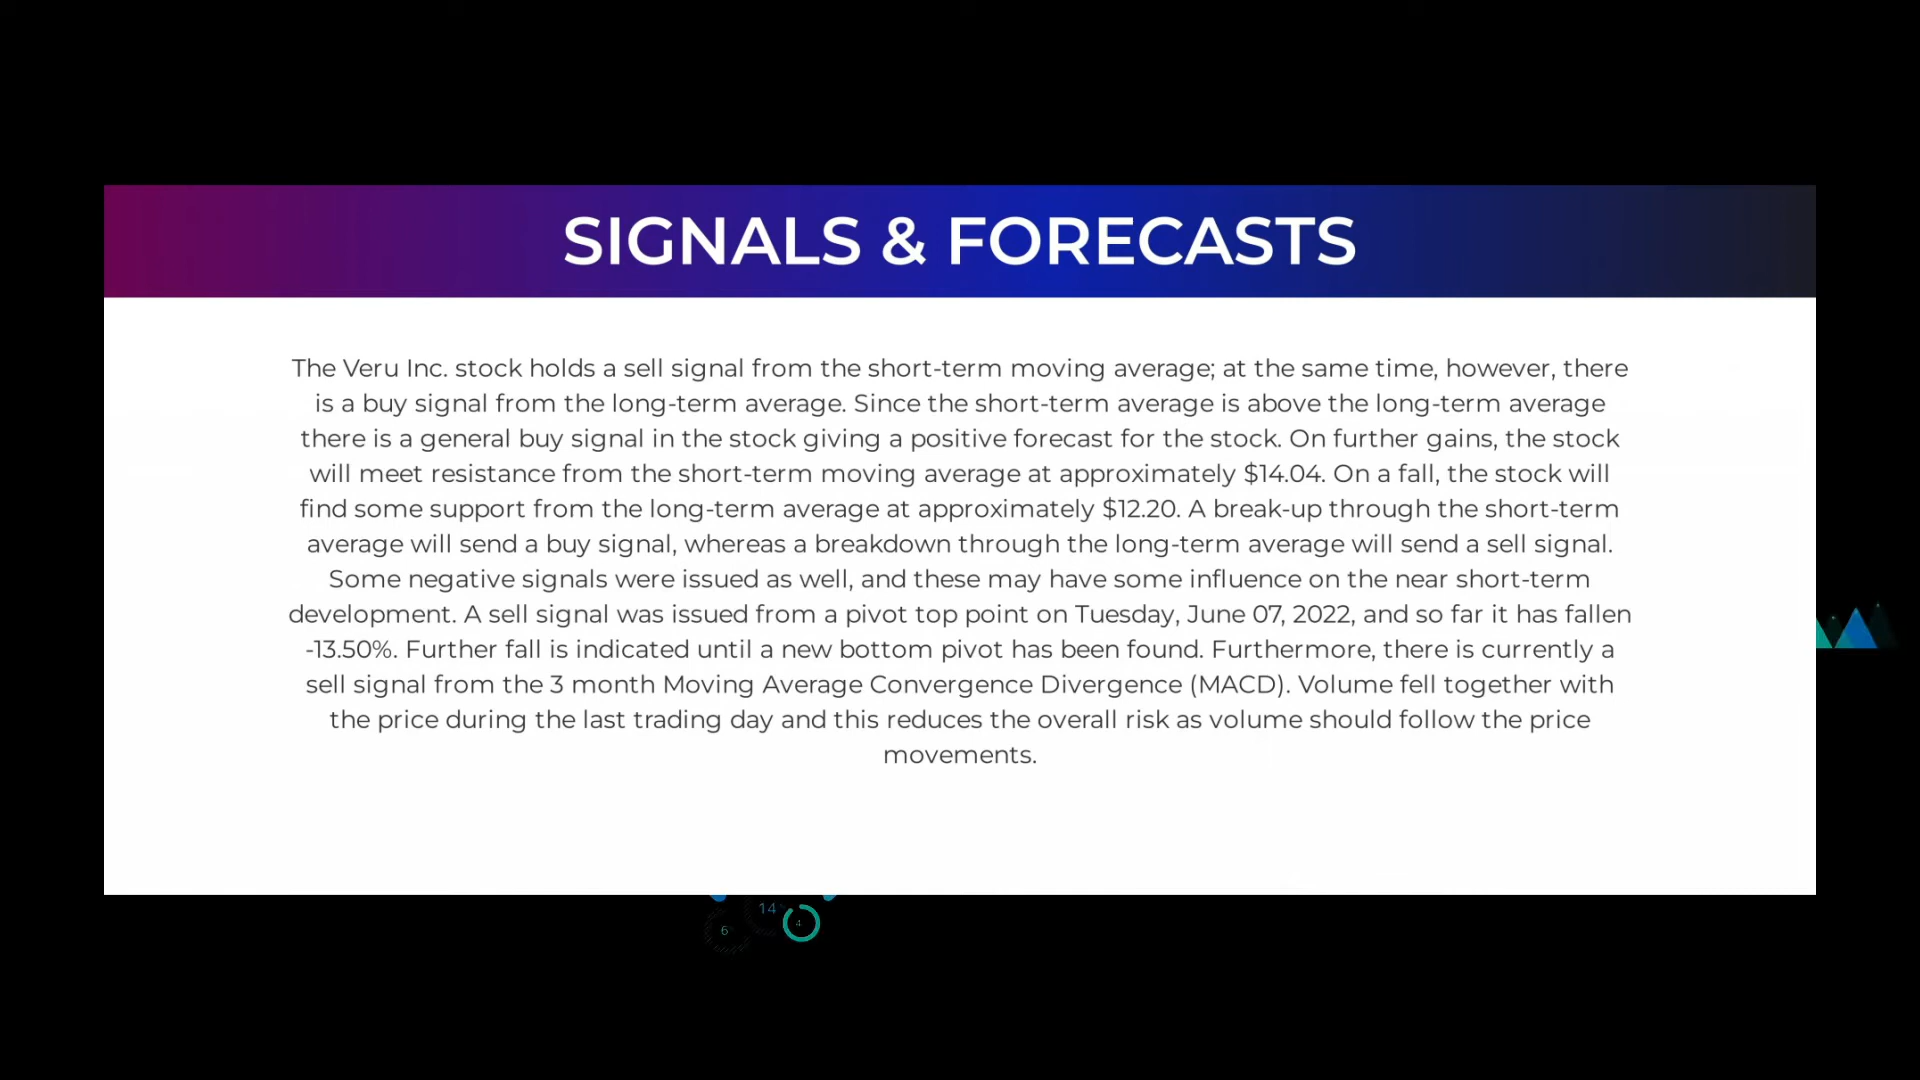 SIGNALS & FORECASTS
The Veru Inc. stock holds a sell signal from the short-term moving average; at the same time, however, there
is a buy signal from the long-term average. Since the short-term average is above the long-term average
there is a general buy signal in the stock giving a positive forecast for the stock. On further gains, the stock
will meet resistance from the short-term moving average at approximately $14.04. On a fall, the stock will
find some support from the long-term average at approximately $12.20. A break-up through the short-term
average will send a buy signal, whereas a breakdown through the long-term average will send a sell signal.
Some negative signals were issued as well, and these may have some influence on the near short-term
development. A sell signal was issued from a pivot top point on Tuesday, June 07, 2022, and so far it has fallen
-13.50%. Further fall is indicated until a new bottom pivot has been found. Furthermore, there is currently a
sell signal from the 3 month Moving Average Convergence Divergence (MACD). Volume fell together with
the price during the last trading day and this reduces the overall risk as volume should follow the price
movements.
14
4
6